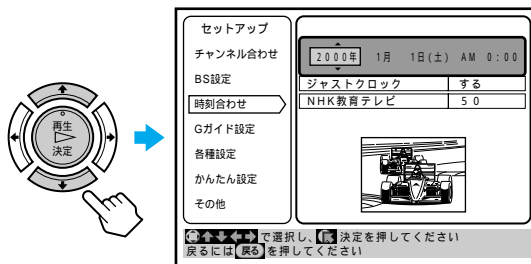 再生
決定
セットアップ
チャンネル合わせ
BS設定
時刻合わせ
Gガイド設定
各種設定
かんたん設定
その他
2000年 1月 1日(土) AM 0:00
ジャストクロック する
NHK教育テレビ 50
で選択し、 決定を押してください
戻るには 戻る を押してください